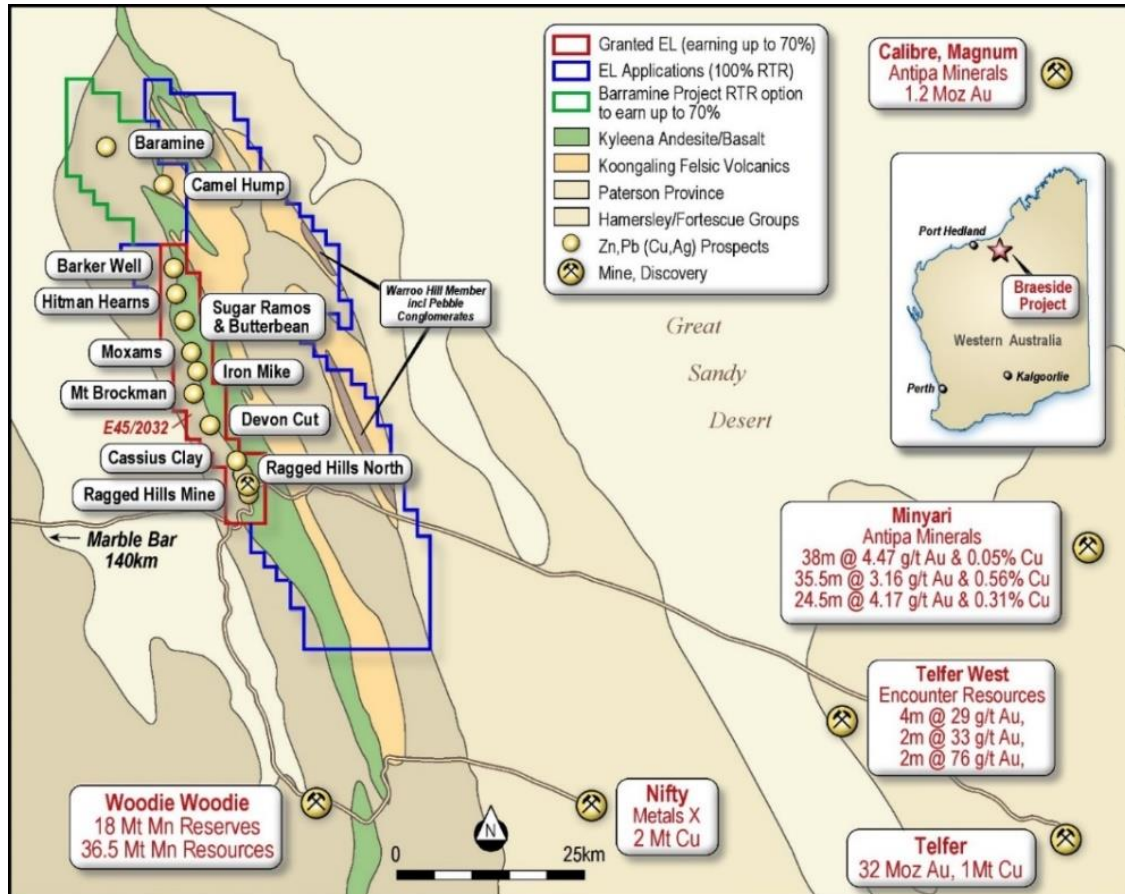 Granted EL (earning up to 70%)
EL Applications (100% RTR)
Barramine Project RTR option
to earn up to 70%
Kyleena Andesite/Basalt
Koongaling Felsic Volcanics
Paterson Province
Hamersley/Fortescue Groups
Zn,Pb (Cu,Ag) Prospects
Mine, Discovery
Calibre, Magnum
Antipa Minerals
1.2 Moz Au
Baramine
Camel Hump
Barker Well
Hitman Hearns
Sugar Ramos
& Butterbean
Moxams
Iron Mike
Mt Brockman
E45/2032
Devon Cut
Cassius Clay
Ragged Hills North
Ragged Hills Mine
Marble Bar
140km
Warroo Hill Member
incl Pebble
Conglomerates
Great
Sandy
Desert
Port Hedland
Braeside
Project
Western Australia
Perth
Kalgoorlie
Minyari
Antipa Minerals
38m @ 4.47 g/t Au & 0.05% Cu
35.5m @ 3.16 g/t Au & 0.56% Cu
24.5m @ 4.17 g/t Au & 0.31% Cu
Telfer West
Encounter Resources
4m @ 29 g/t Au,
2m @ 33 g/t Au,
2m @ 76 g/t Au,
Woodie Woodie
18 Mt Mn Reserves
36.5 Mt Mn Resources
N
0 25km
Nifty
Metals X
2 Mt Cu
Telfer
32 Moz Au, 1Mt Cu